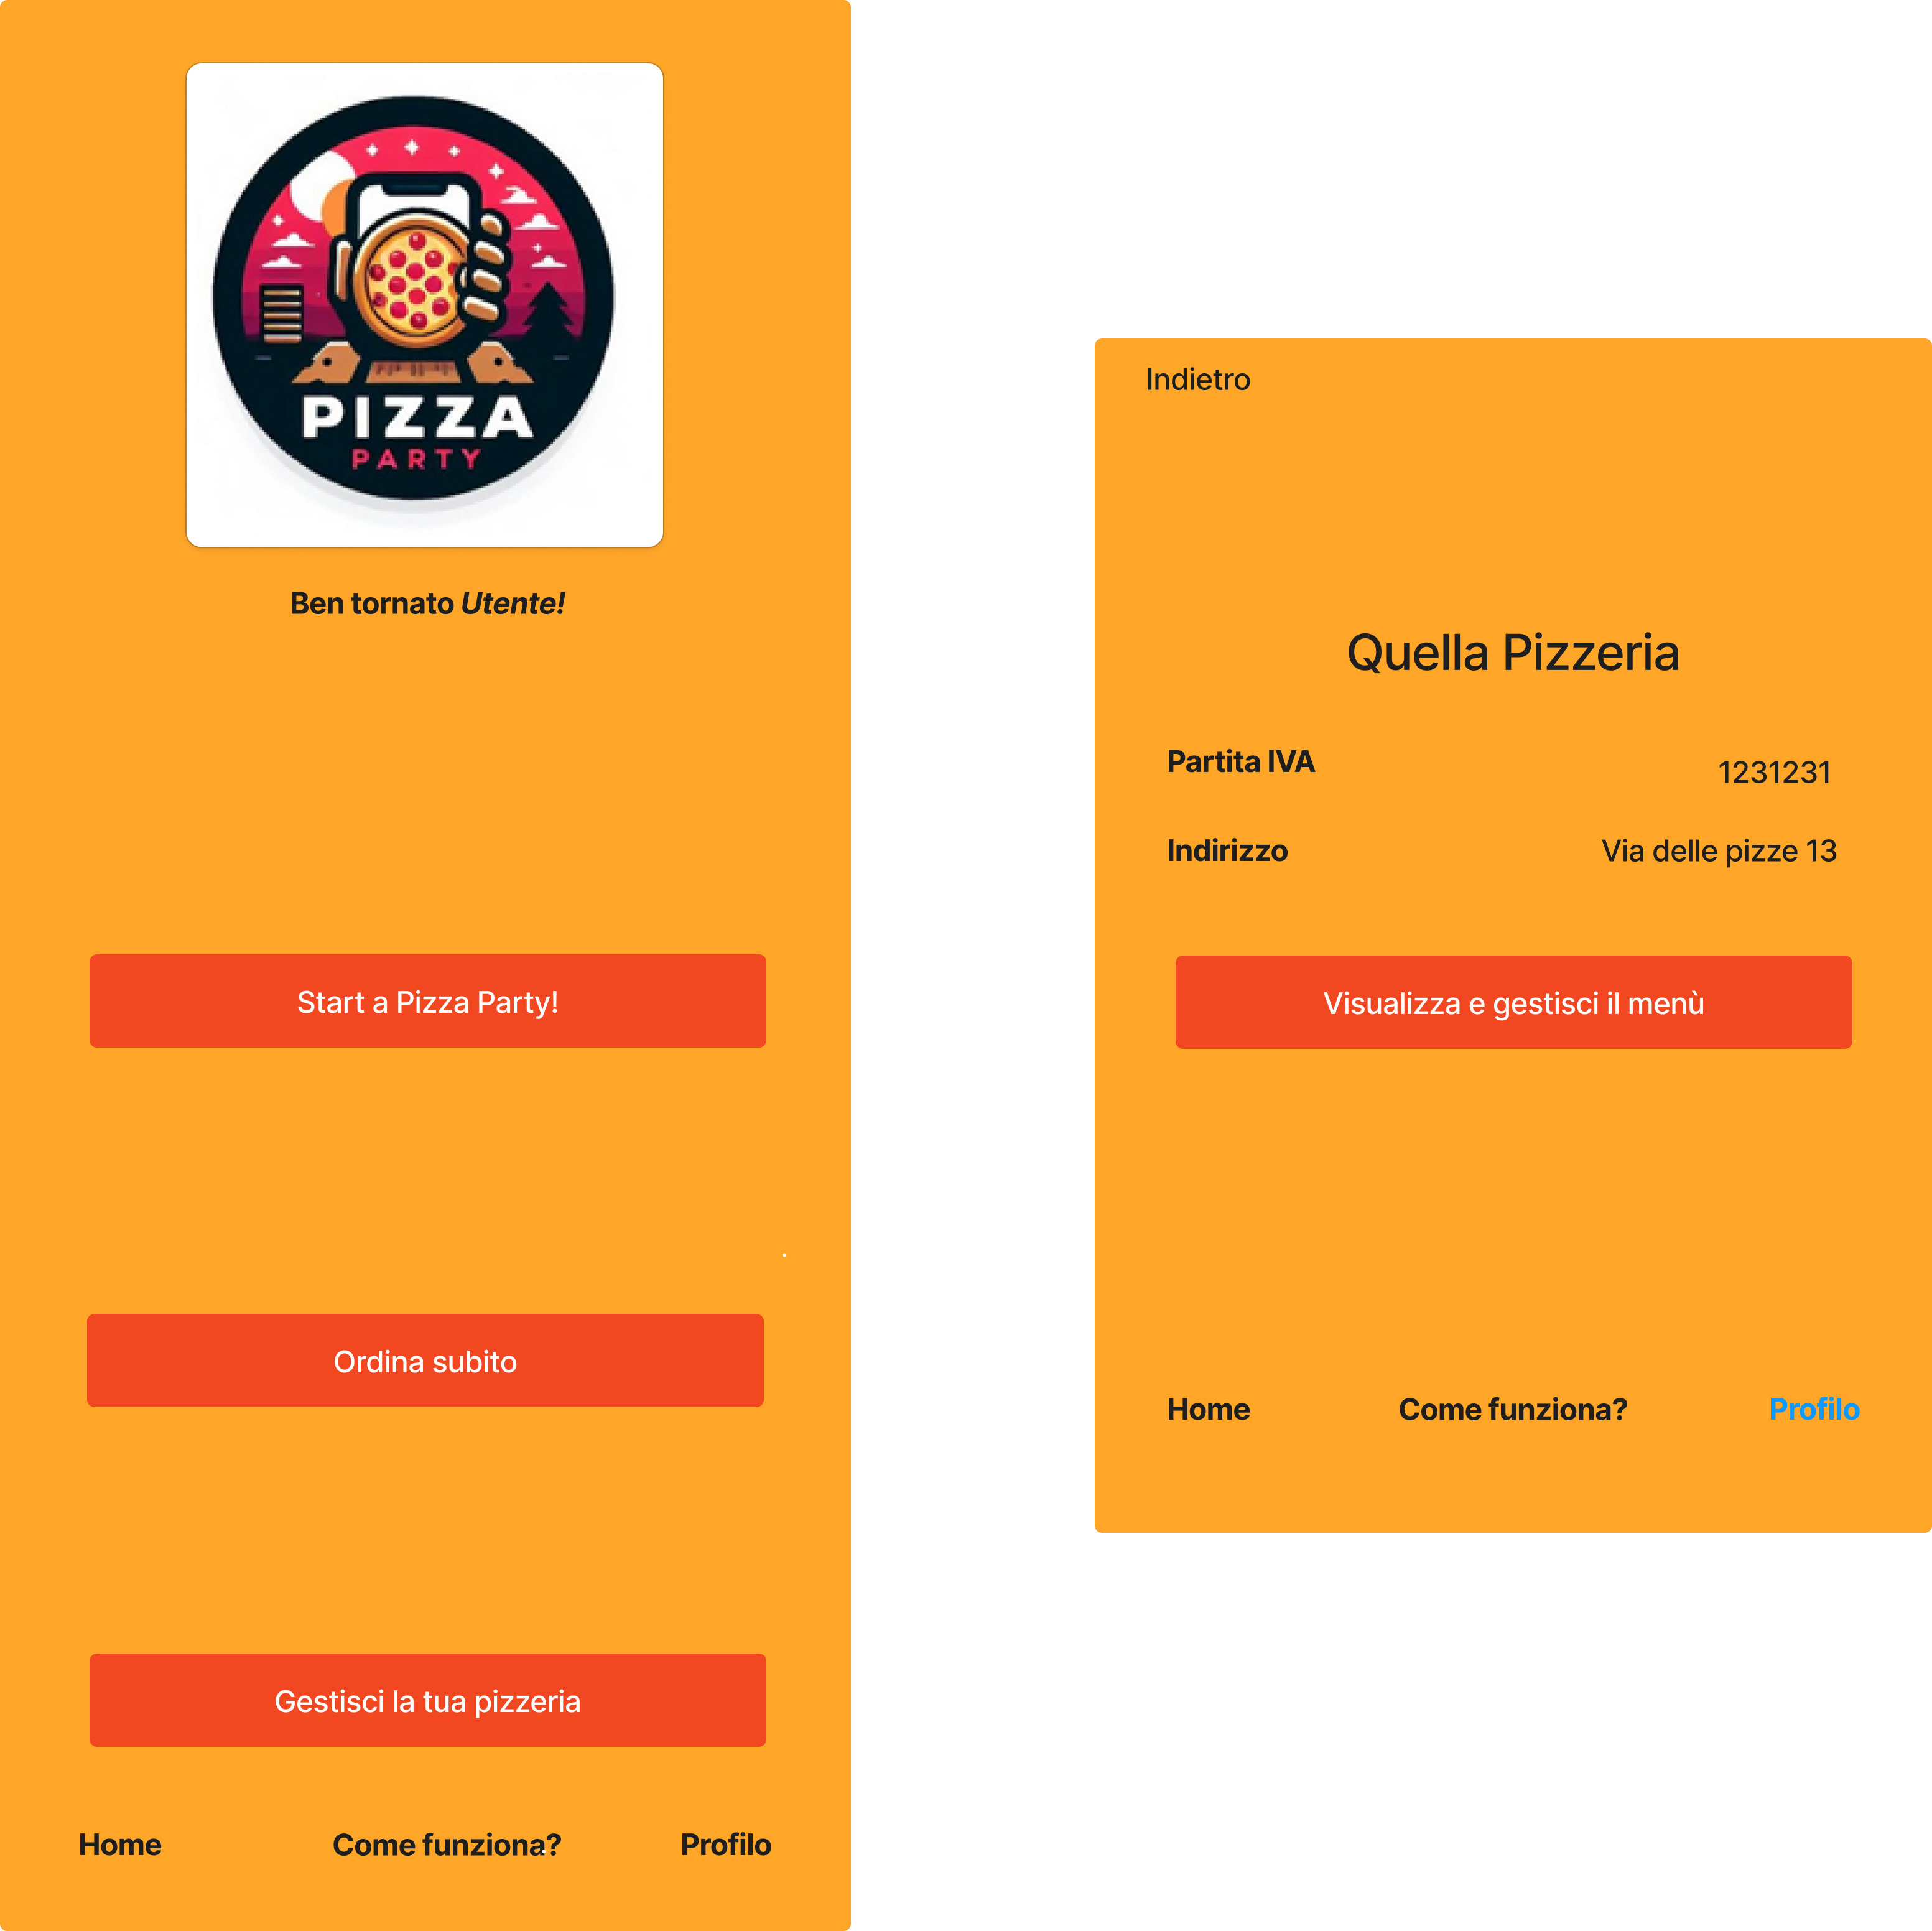 PIZZA
PARTY
Ben tornato Utente!
Start a Pizza Party!
Ordina subito
Gestisci la tua pizzeria
Home Come funziona? Profilo
Indietro
Quella Pizzeria
Partita IVA 1231231
Indirizzo Via delle pizze 13
Visualizza e gestisci il menù
Home Come funziona? Profilo